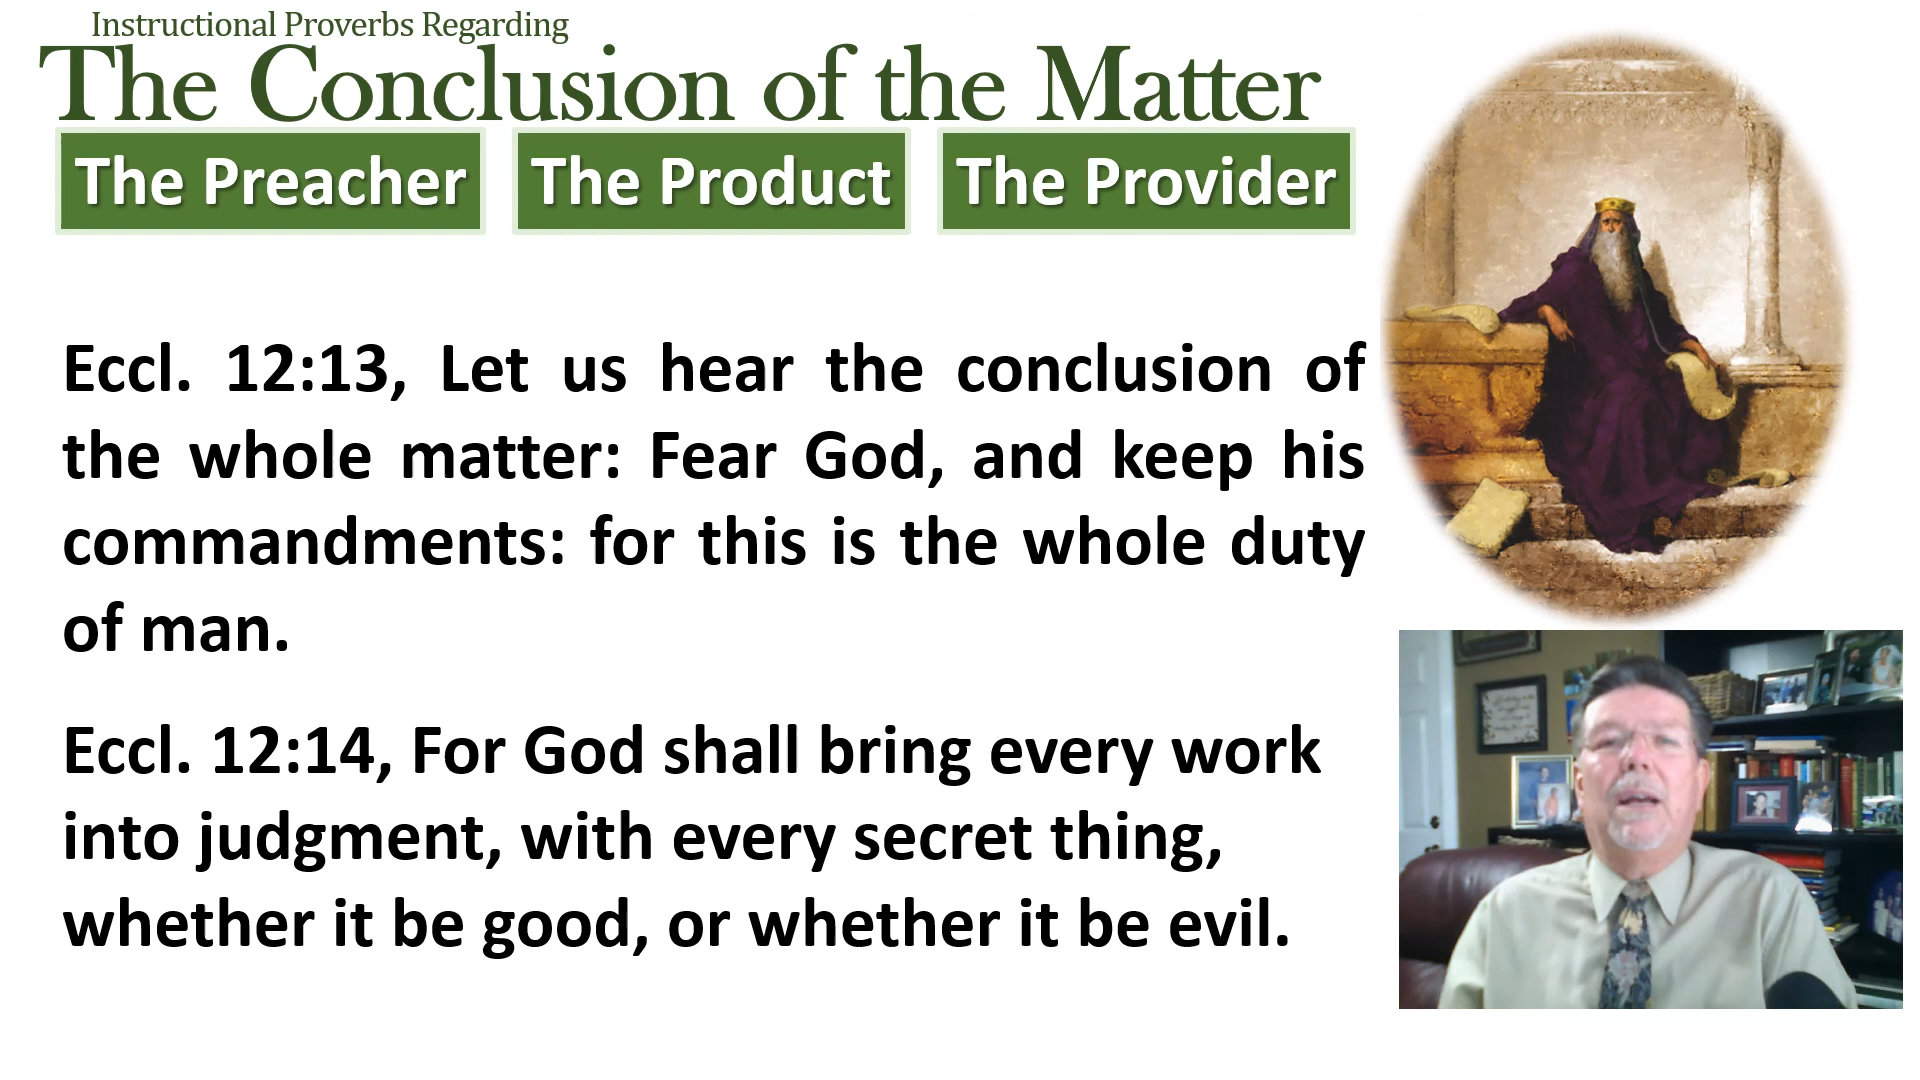 Instructional Proverbs Regarding
The Conclusion of the Matter
The Preacher The Product The Provider
Eccl. 12:13, Let us hear the conclusion of
the whole matter: Fear God, and keep his
commandments: for this is the whole duty
of man.
Eccl. 12:14, For God shall bring every work
into judgment, with every secret thing,
whether it be good, or whether it be evil.